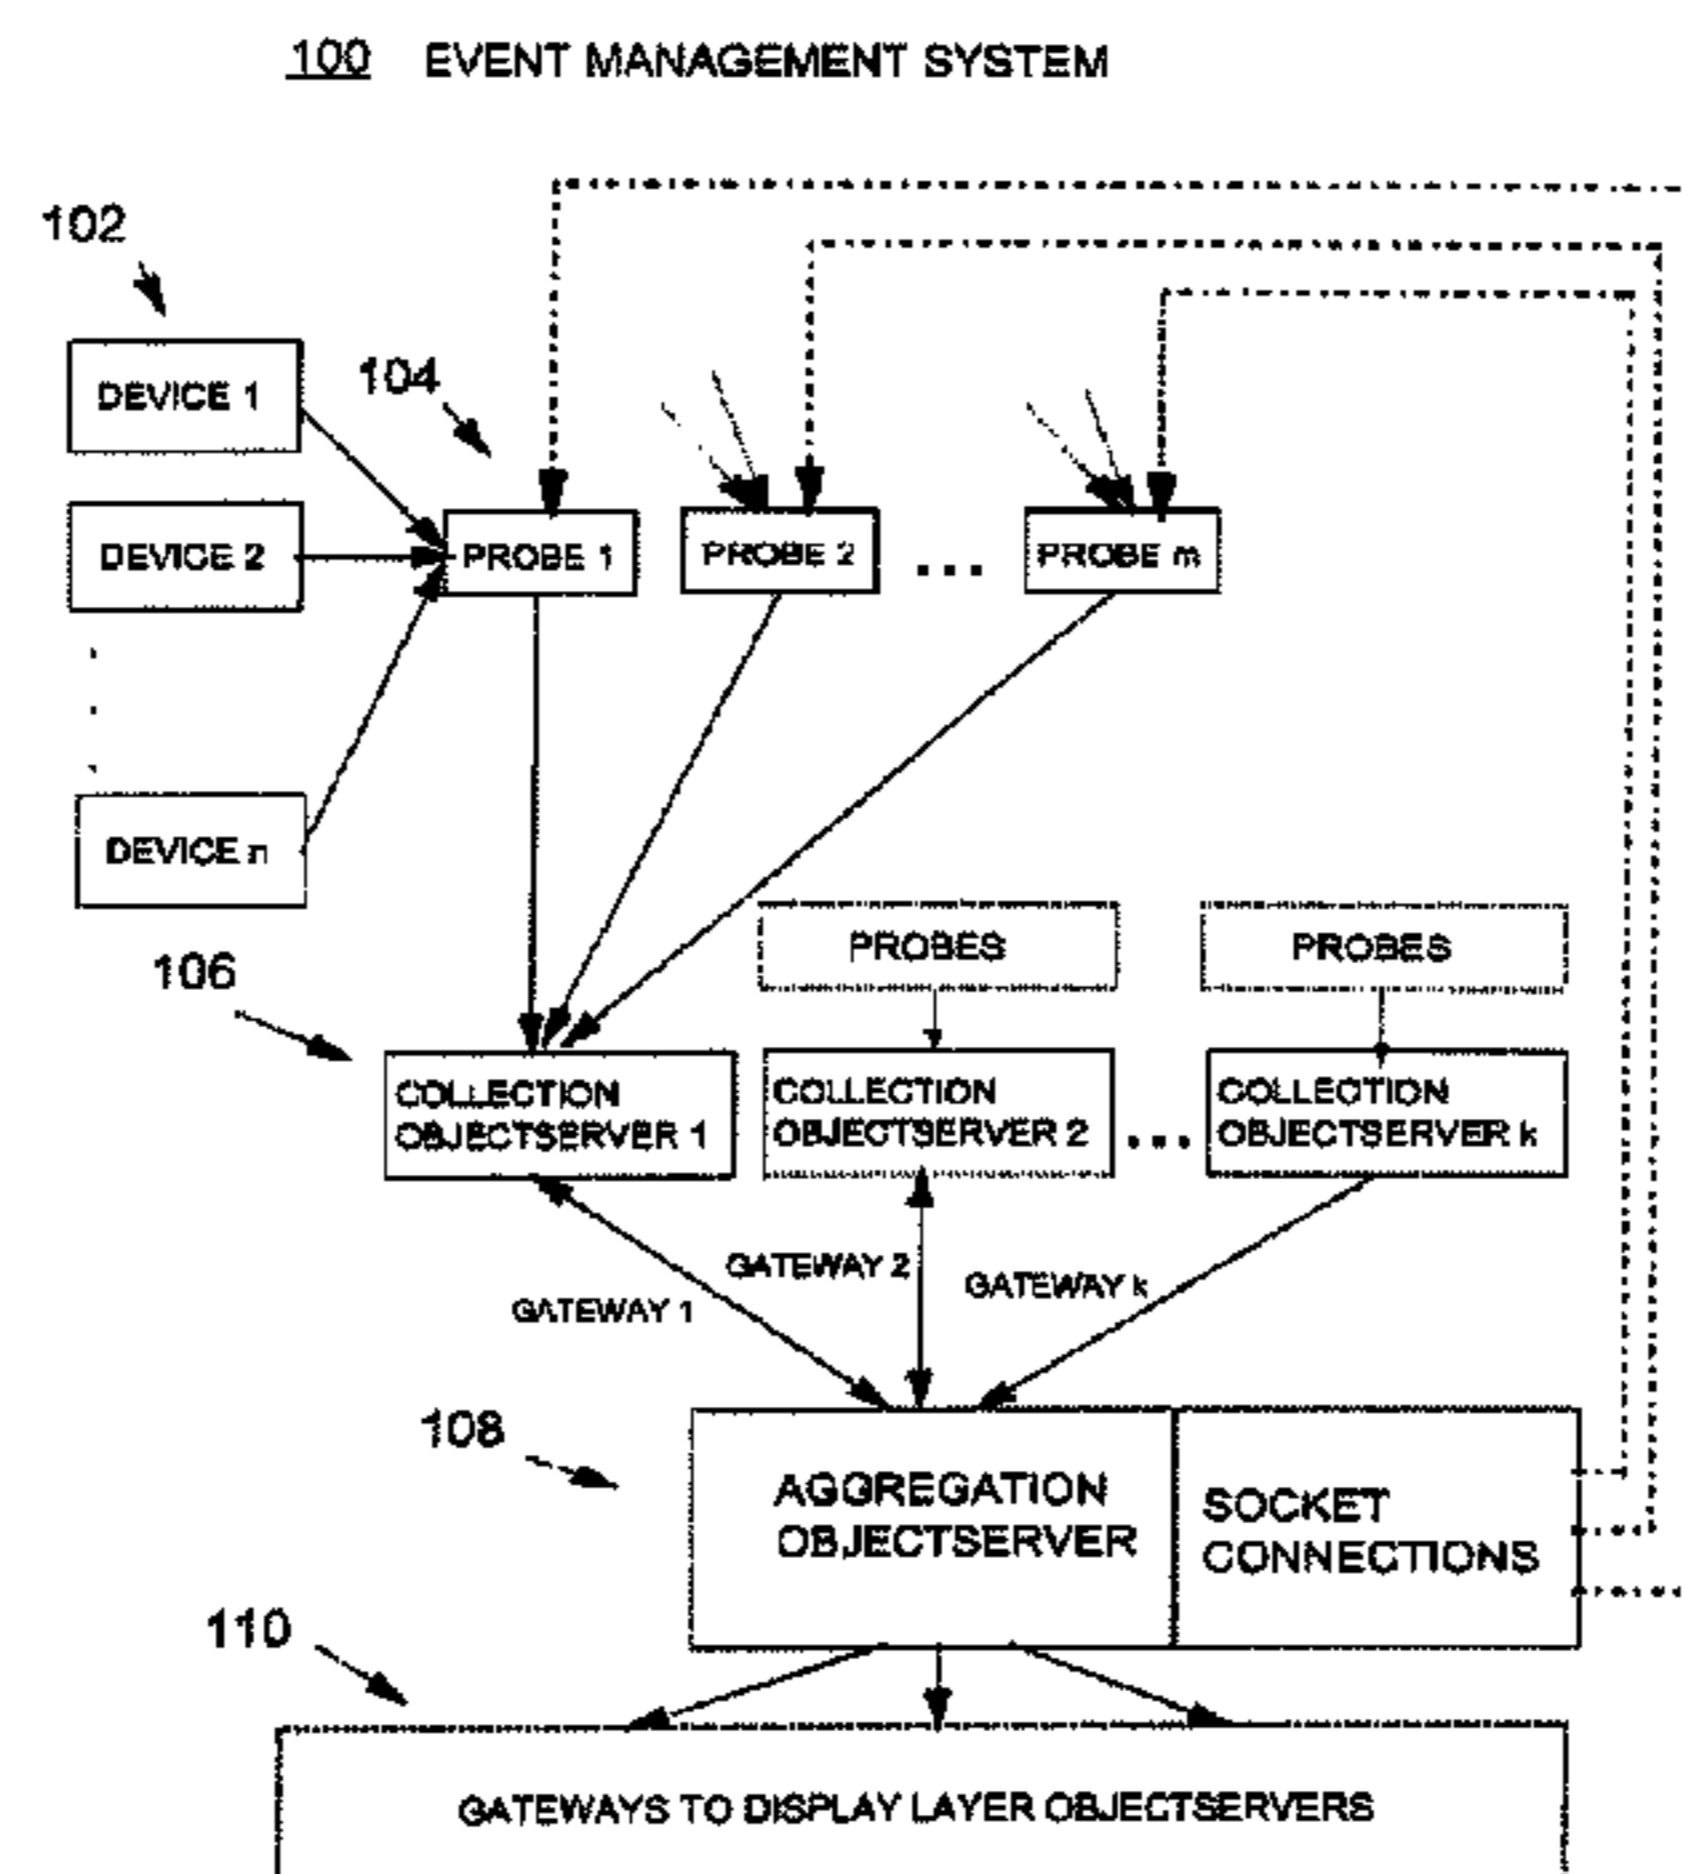 100 EVENT MANAGEMENT SYSTEM
102
DEVICE 1
104
DEVICE 2
PROBE 1
PROBE 2
...
PROBE m
DEVICE n
PROBES
PROBES
106
COLLECTION
OBJECTSERVER 1
COLLECTION
OBJECTSERVER 2
...
COLLECTION
OBJECTSERVER k
GATEWAY 1
GATEWAY 2
GATEWAY k
108
AGGREGATION
OBJECTSERVER
SOCKET
CONNECTIONS
110
GATEWAYS TO DISPLAY LAYER OBJECTSERVERS